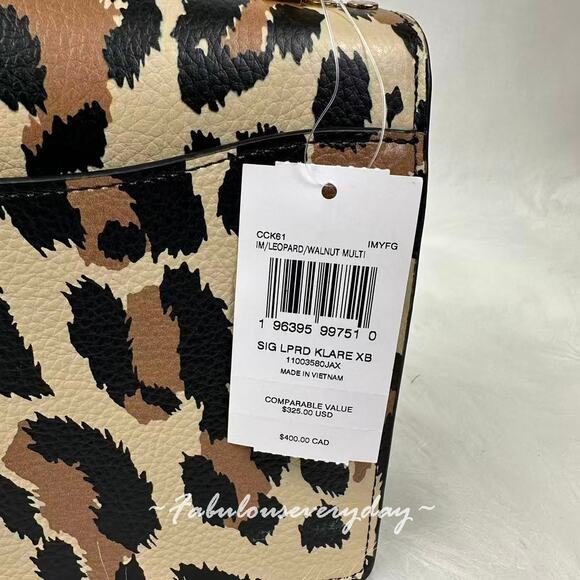 CCK61 IMYFG
IM/LEOPARD/WALNUT MULTI
1 96395 99751 0
SIG LPRD KLARE XB
11003580JAX
MADE IN VIETNAM
COMPARABLE VALUE
$325.00 USD
$400.00 CAD
~Fabulouseveryday~